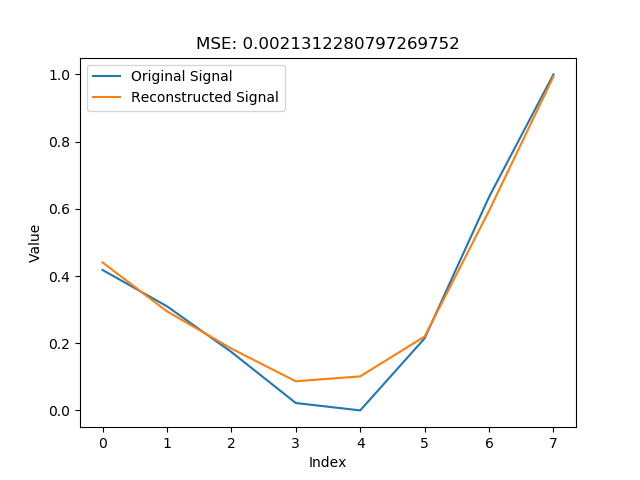 MSE: 0.0021312280797269752
Original Signal
Reconstructed Signal
1.0
0.8
0.6
0.4
0.2
0.0
Value
0 1 2 3 4 5 6 7
Index